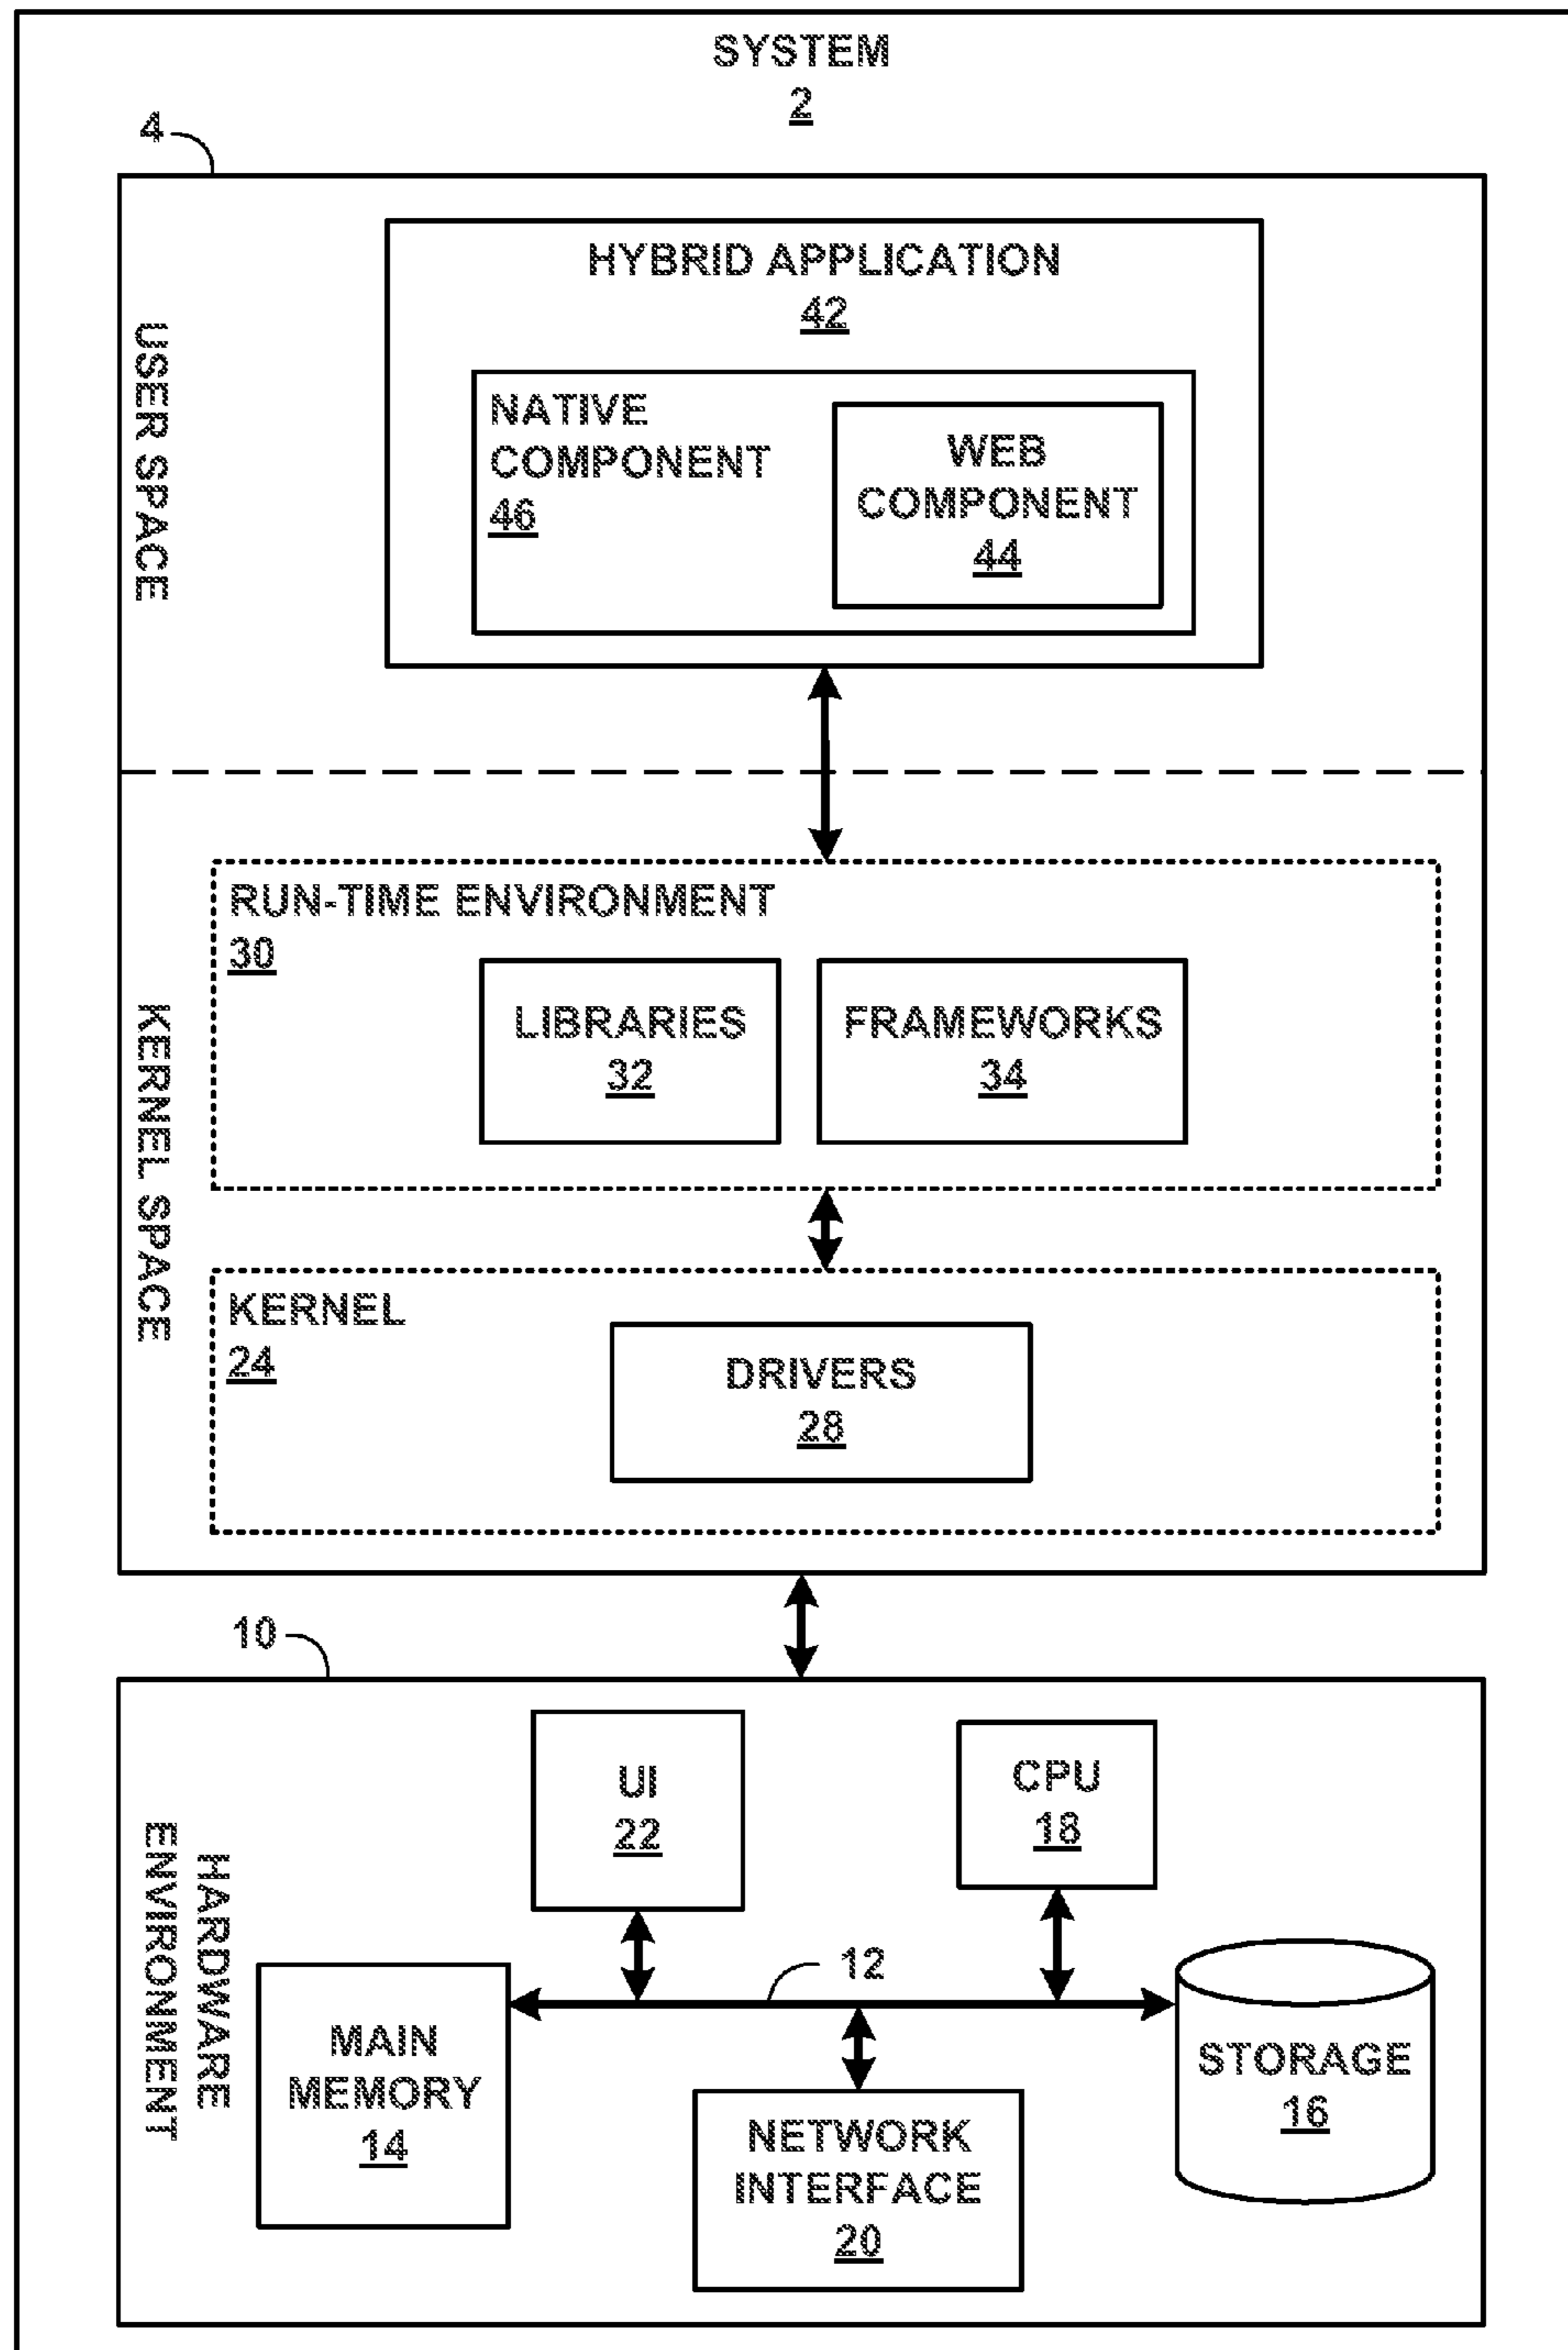 SYSTEM
2
4
HYBRID APPLICATION
42
USER SPACE
NATIVE
COMPONENT
46
WEB
COMPONENT
44
RUN-TIME ENVIRONMENT
30
LIBRARIES
32
FRAMEWORKS
34
KERNEL SPACE
KERNEL
24
DRIVERS
28
10
UI
22
CPU
18
HARDWARE
ENVIRONMENT
12
MAIN
MEMORY
14
STORAGE
16
NETWORK
INTERFACE
20